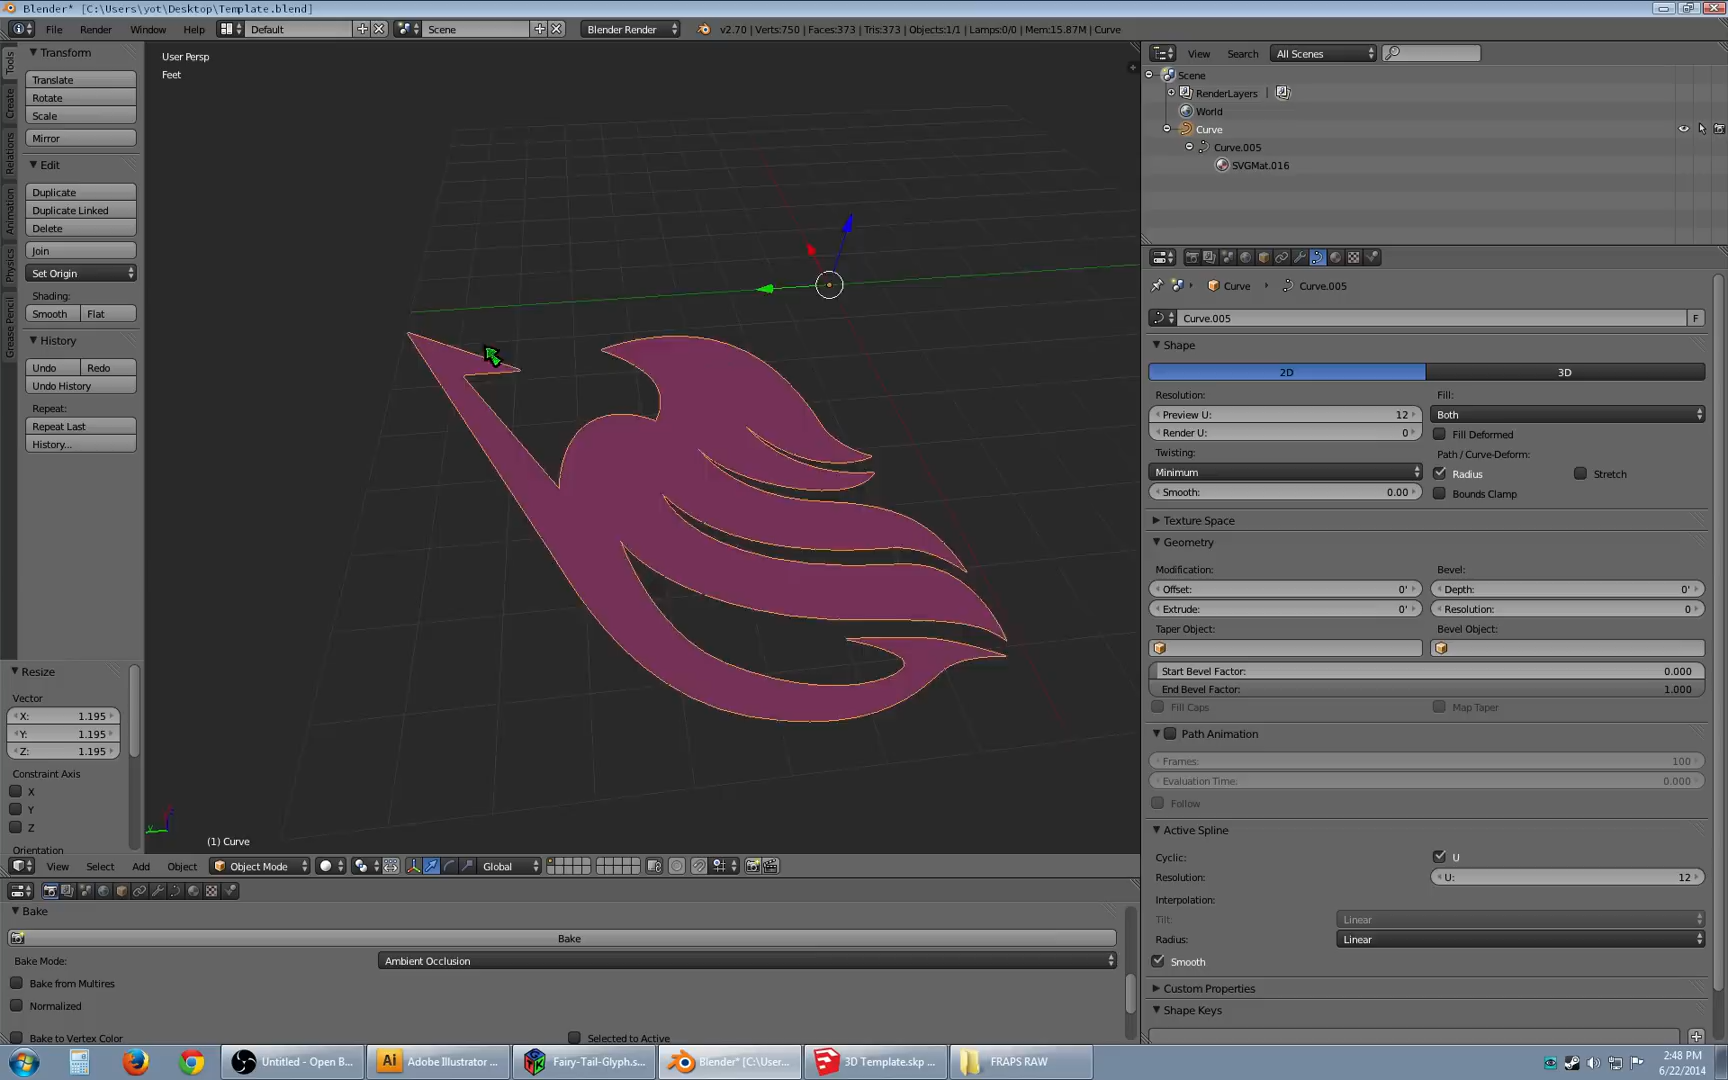 Blender* [C:\Users\yot\Desktop\Template.blend]
File Render Window Help Default Scene Blender Render v2.70 | Verts:750 | Faces:373 | Tris:373 | Objects:1/1 | Lamps:0/0 | Mem:15.87M | Curve
Tools
Create
Relations
Animation
Physics
Grease Pencil
Transform
Translate
Rotate
Scale
Mirror
Edit
Duplicate
Duplicate Linked
Delete
Join
Set Origin
Shading:
Smooth Flat
History
Undo Redo
Undo History
Repeat:
Repeat Last
History...
Resize
Vector
X: 1.195
Y: 1.195
Z: 1.195
Constraint Axis
X
Y
Z
Orientation
User Persp
Feet
(1) Curve
View Select Add Object Object Mode Global
Bake
Bake
Bake Mode: Ambient Occlusion
Bake from Multires
Normalized
Bake to Vertex Color Selected to Active
View Search All Scenes
Scene
RenderLayers |
World
Curve
Curve.005
SVGMat.016
Curve Curve.005
Curve.005 F
Shape
2D 3D
Resolution: Fill:
Preview U: 12 Both
Render U: 0 Fill Deformed
Twisting: Path / Curve-Deform:
Minimum Radius Stretch
Smooth: 0.00 Bounds Clamp
Texture Space
Geometry
Modification: Bevel:
Offset: 0' Depth: 0'
Extrude: 0' Resolution: 0
Taper Object: Bevel Object:
Start Bevel Factor: 0.000
End Bevel Factor: 1.000
Fill Caps Map Taper
Path Animation
Frames: 100
Evaluation Time: 0.000
Follow
Active Spline
Cyclic: U
Resolution: U: 12
Interpolation:
Tilt: Linear
Radius: Linear
Smooth
Custom Properties
Shape Keys
Untitled - Open B... Ai Adobe Illustrator ... Fairy-Tail-Glyph.s... Blender* [C:\User... 3D Template.skp ... FRAPS RAW
2:48 PM
6/22/2014